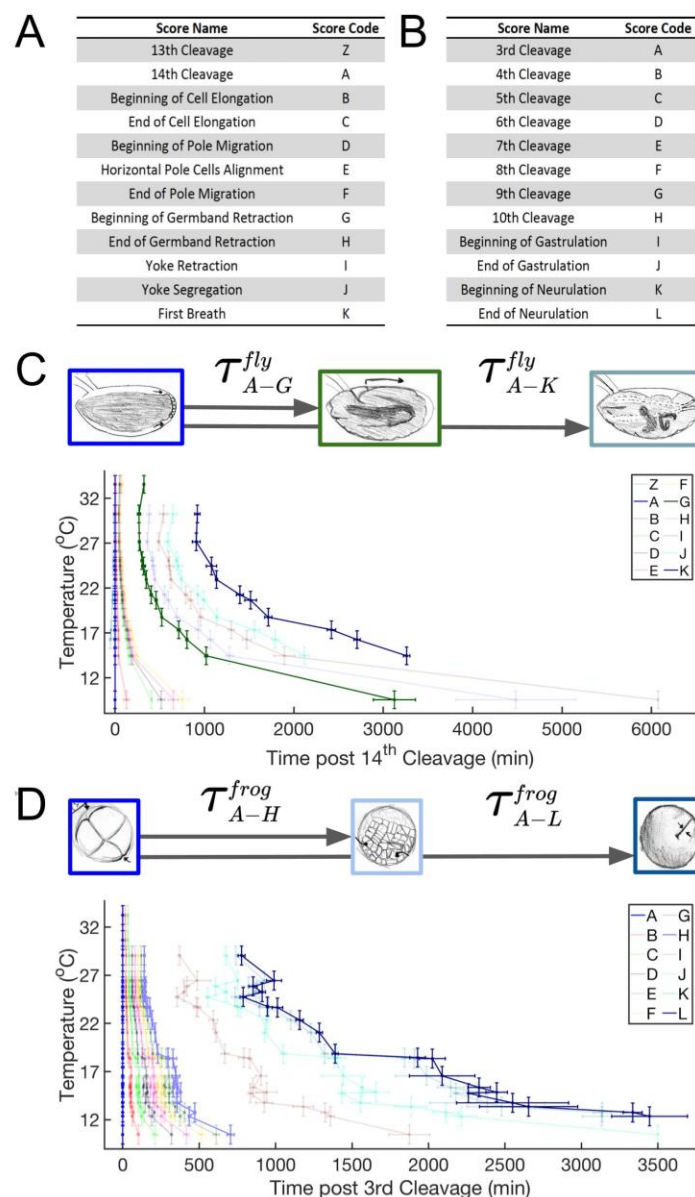 A
Score Name Score Code
13th Cleavage Z
14th Cleavage A
Beginning of Cell Elongation B
End of Cell Elongation C
Beginning of Pole Migration D
Horizontal Pole Cells Alignment E
End of Pole Migration F
Beginning of Germband Retraction G
End of Germband Retraction H
Yoke Retraction I
Yoke Segregation J
First Breath K
B
Score Name Score Code
3rd Cleavage A
4th Cleavage B
5th Cleavage C
6th Cleavage D
7th Cleavage E
8th Cleavage F
9th Cleavage G
10th Cleavage H
Beginning of Gastrulation I
End of Gastrulation J
Beginning of Neurulation K
End of Neurulation L
C
τ fly A−G
τ fly A−K
Temperature (°C)
32
27
22
17
12
Z F
A G
B H
C I
D J
E K
0 1000 2000 3000 4000 5000 6000
Time post 14th Cleavage (min)
D
τ frog A−H
τ frog A−L
Temperature (°C)
32
27
22
17
12
A G
B H
C I
D J
E K
F L
0 500 1000 1500 2000 2500 3000 3500
Time post 3rd Cleavage (min)